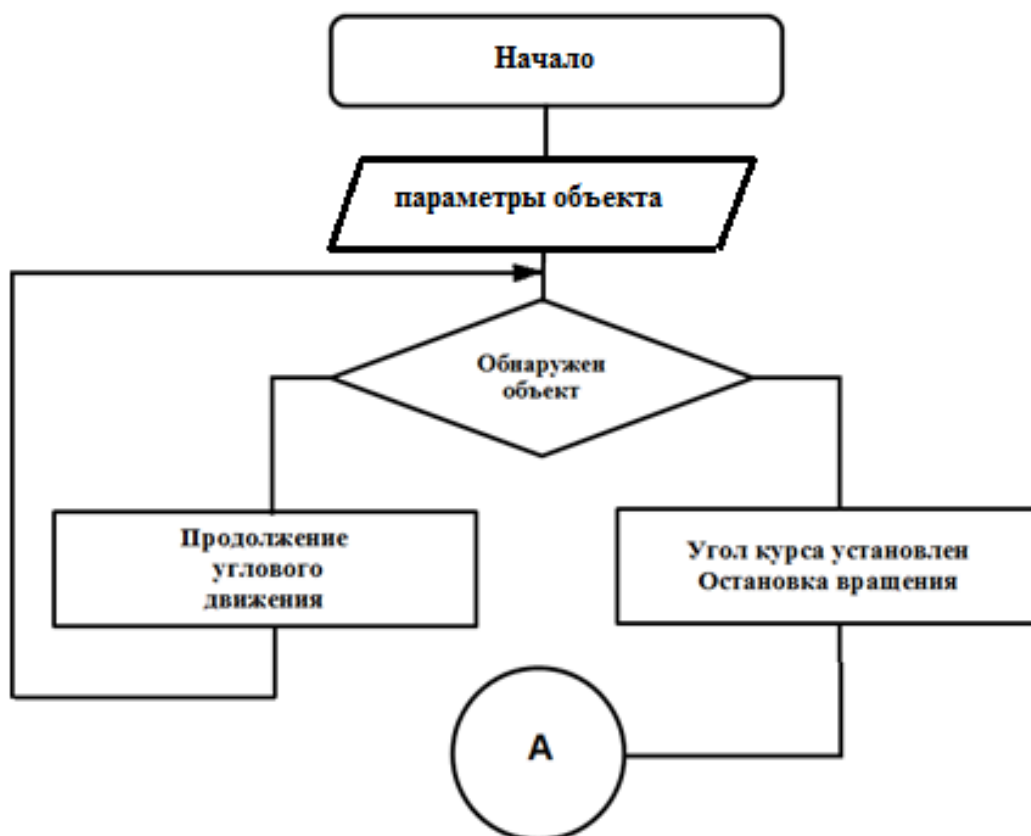 Начало
параметры объекта
Обнаружен
объект
Продолжение
углового
движения
Угол курса установлен
Остановка вращения
А